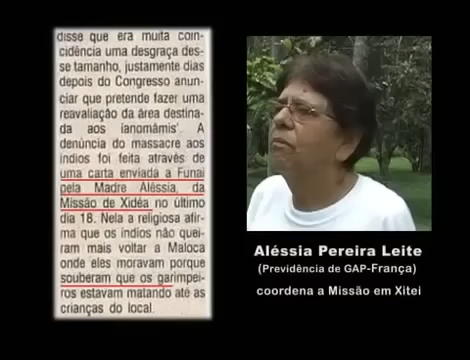 disse que era muita coin-
cidência uma desgraça des-
se tamanho, justamente dias
depois do Congresso anun-
ciar que pretende fazer uma
reavaliação da área destina-
da aos ianomâmis'. A
denúncia do massacre aos
índios foi feita através de
uma carta enviada a Funai
pela Madre Aléssia, da
Missão de Xidéa no último
dia 18. Nela a religiosa afir-
ma que os índios não quei-
ram mais voltar a Maloca
onde eles moravam porque
souberam que os garimpei-
ros estavam matando até as
crianças do local.
Aléssia Pereira Leite
(Previdência de GAP-França)
coordena a Missão em Xitei